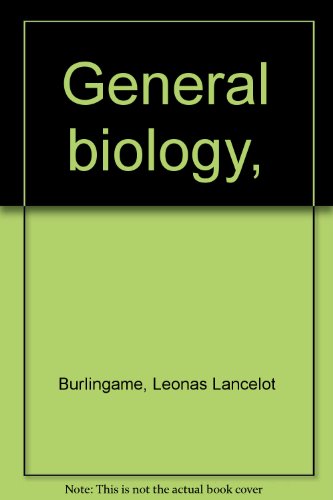 General
biology,
Burlingame, Leonas Lancelot
Note: This is not the actual book cover